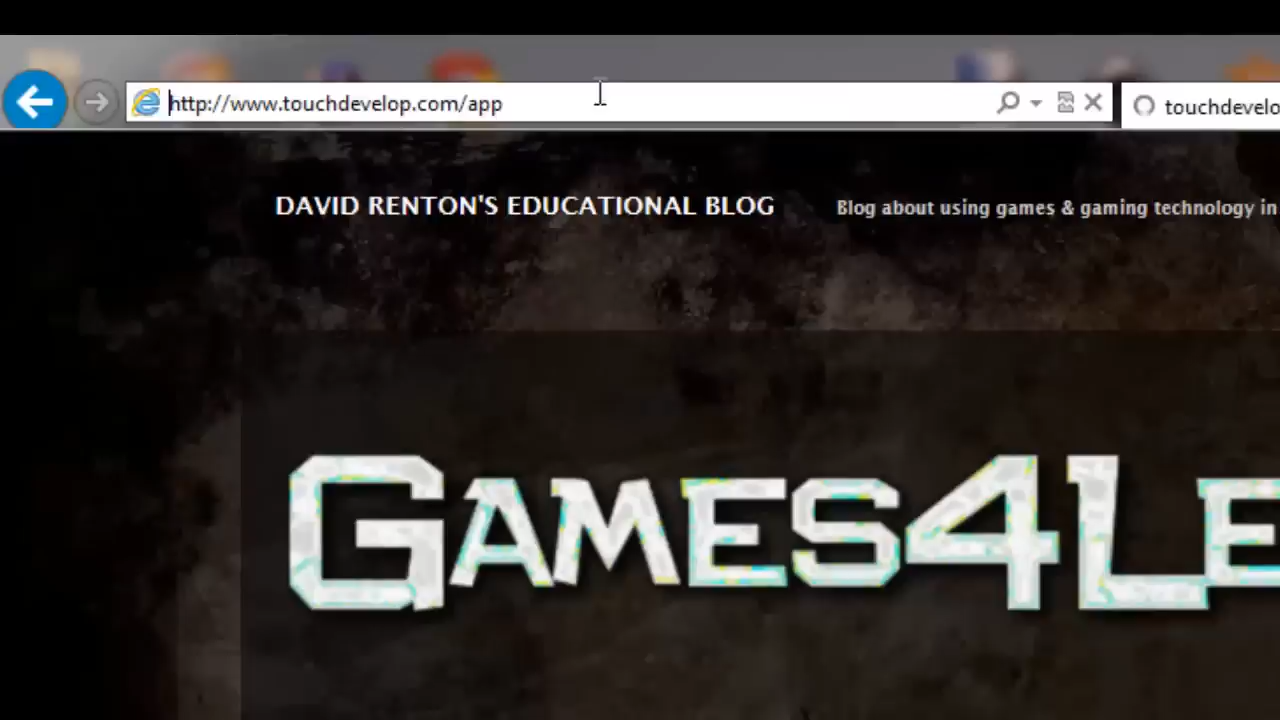 http://www.touchdevelop.com/app
touchdevelo
DAVID RENTON'S EDUCATIONAL BLOG
Blog about using games & gaming technology in
GAMES4LE